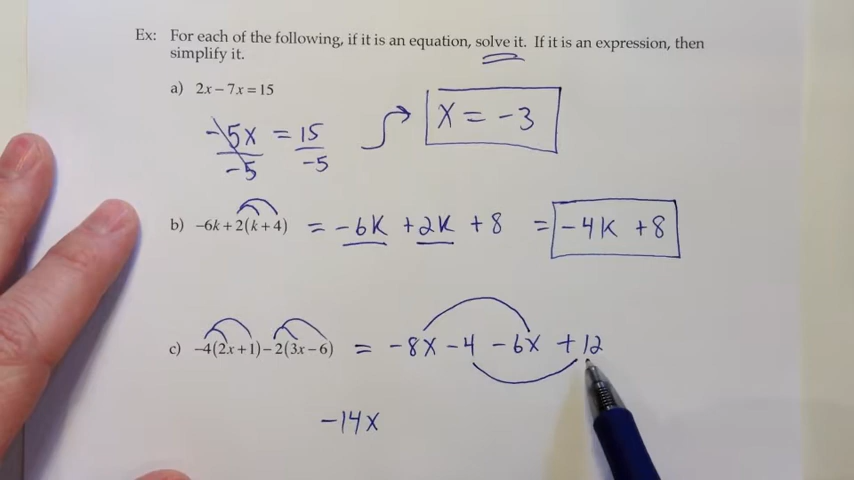 Ex: For each of the following, if it is an equation, solve it. If it is an expression, then
simplify it.
a) 2x – 7x = 15
-5x = 15
-5 -5
x = -3
b) –6k + 2(k + 4) = -6k +2k +8 = -4k +8
c) –4(2x + 1) – 2(3x – 6) = -8x -4 -6x +12
-14x